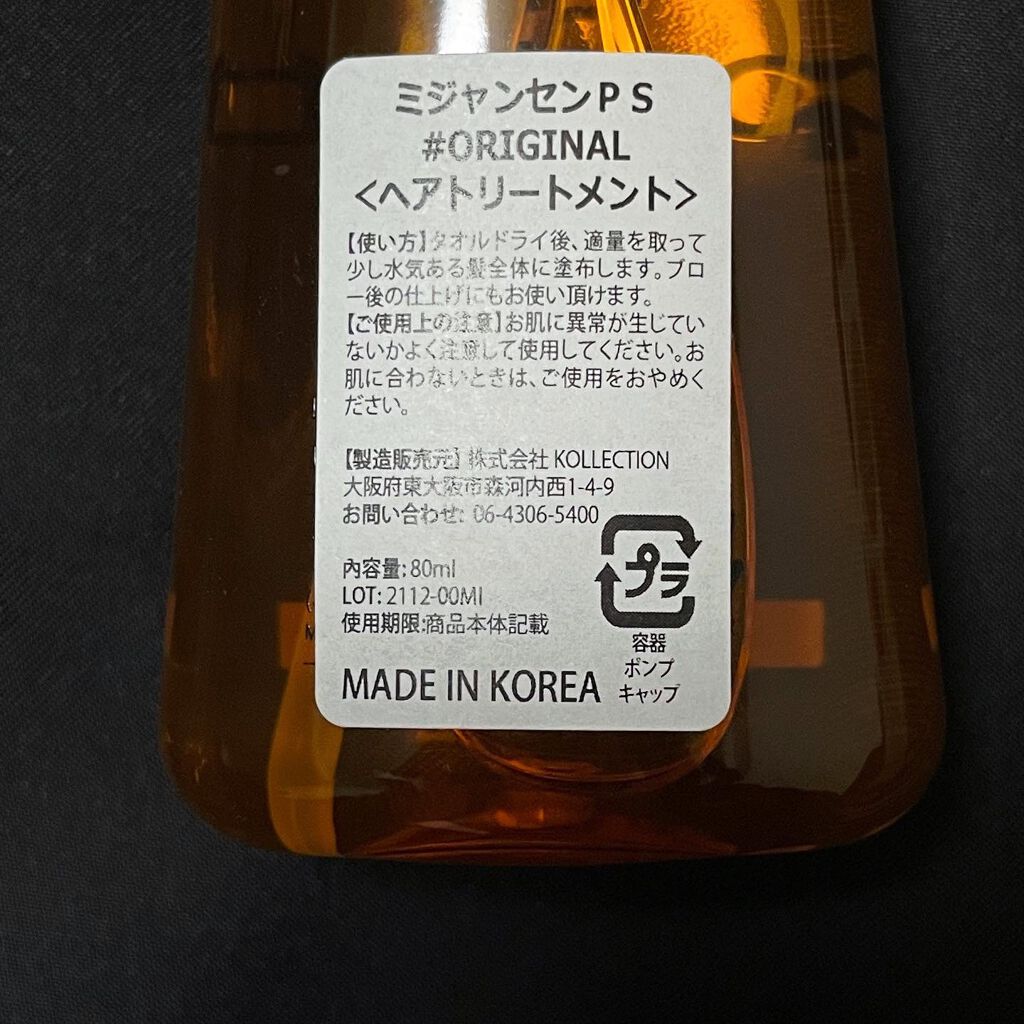 ミジャンセンPS
#ORIGINAL
<ヘアトリートメント>
【使い方】タオルドライ後、適量を取って
少し水気ある髪全体に塗布します。ブロ
ー後の仕上げにもお使い頂けます。
【ご使用上の注意】お肌に異常が生じてい
ないかよく注意して使用してください。お
肌に合わないときは、ご使用をおやめく
ださい。
【製造販売元】株式会社 KOLLECTION
大阪府東大阪市森河内西1-4-9
お問い合わせ: 06-4306-5400
内容量: 80ml
LOT: 2112-00MI
使用期限:商品本体記載
MADE IN KOREA
プラ
容器
ポンプ
キャップ